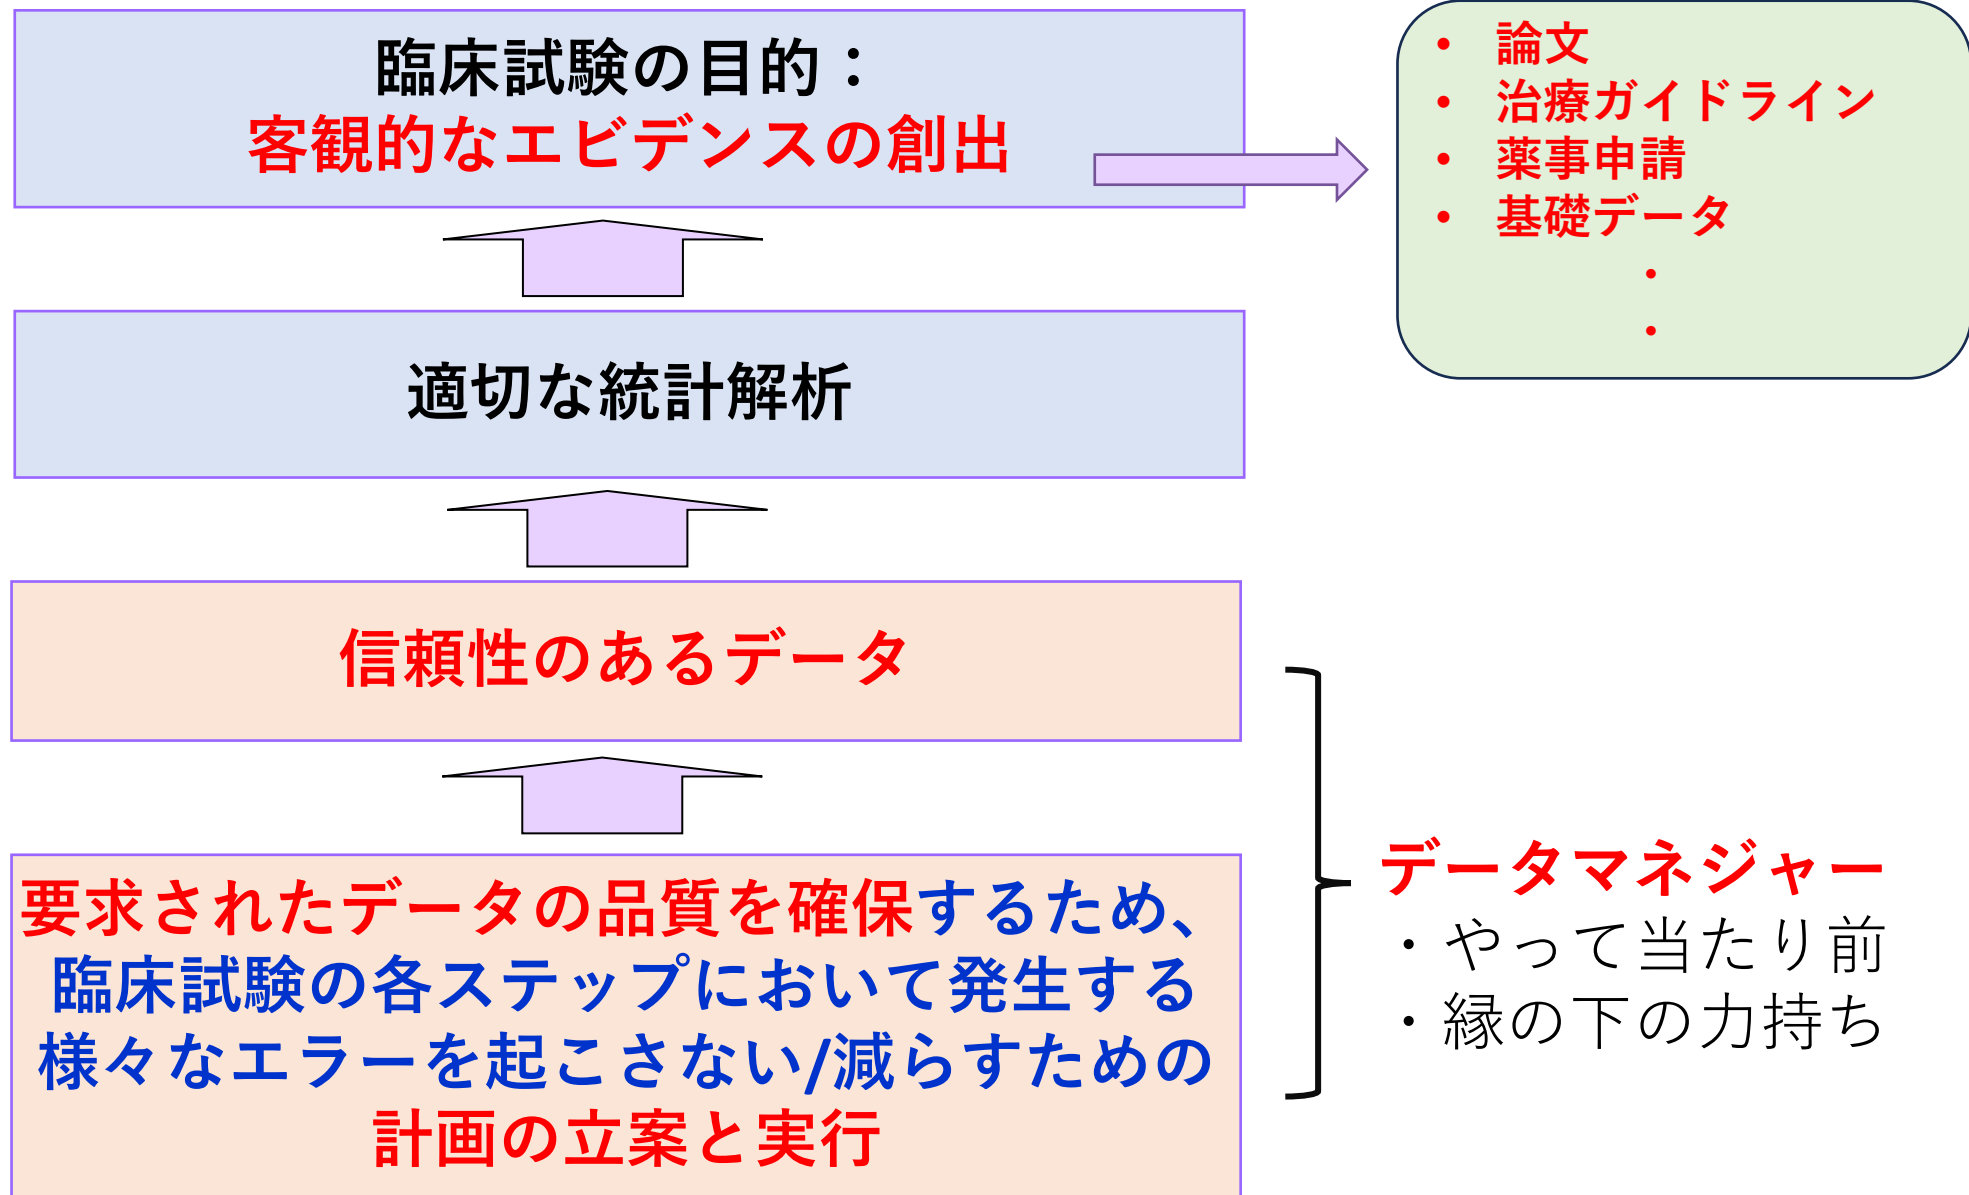 臨床試験の目的：
客観的なエビデンスの創出
• 論文
• 治療ガイドライン
• 薬事申請
• 基礎データ
・
・
適切な統計解析
信頼性のあるデータ
要求されたデータの品質を確保するため、
臨床試験の各ステップにおいて発生する
様々なエラーを起こさない/減らすための
計画の立案と実行
データマネジャー
・やって当たり前
・縁の下の力持ち